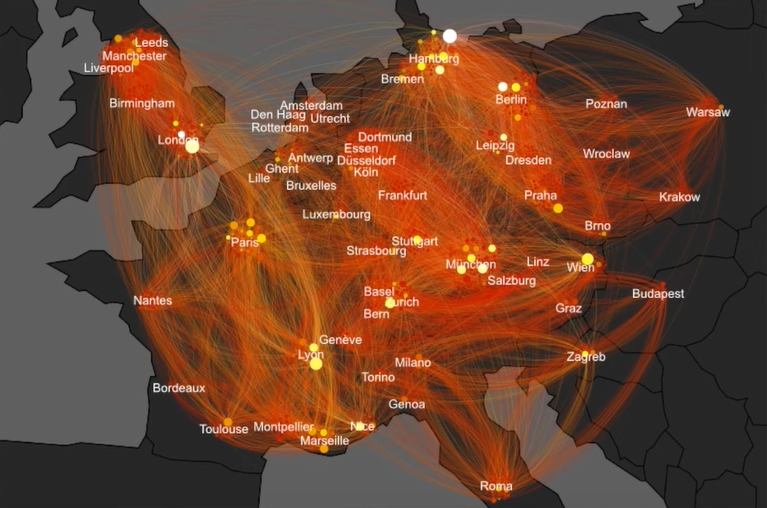 Leeds
Manchester
Liverpool
Birmingham
London
Hamburg
Bremen
Berlin
Poznan
Warsaw
Amsterdam
Den Haag
Utrecht
Rotterdam
Dortmund
Essen
Düsseldorf
Köln
Antwerp
Ghent
Lille
Bruxelles
Leipzig
Dresden
Wroclaw
Frankfurt
Praha
Krakow
Luxembourg
Brno
Paris
Stuttgart
Strasbourg
München
Linz
Wien
Salzburg
Basel
Nantes
Bern
Graz
Budapest
Genève
Lyon
Milano
Zagreb
Torino
Bordeaux
Genoa
Toulouse
Montpellier
Nice
Marseille
Roma